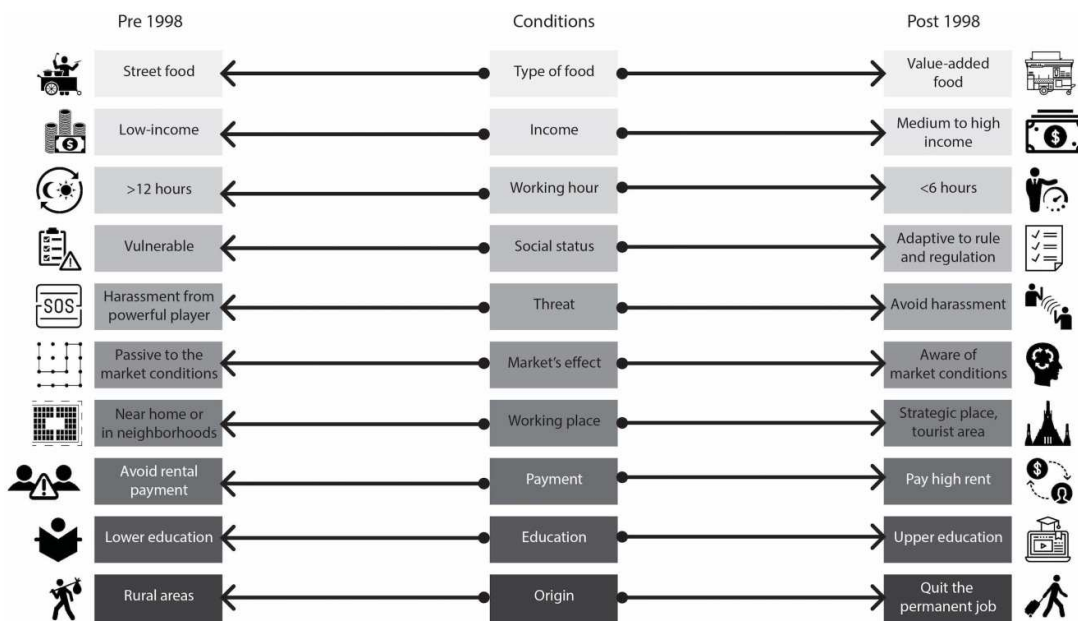 Pre 1998 Conditions Post 1998
Street food Type of food Value-added
food
Low-income Income Medium to high
income
>12 hours Working hour <6 hours
Vulnerable Social status Adaptive to rule
and regulation
SOS Harassment from
powerful player Threat Avoid harassment
Passive to the
market conditions Market's effect Aware of
market conditions
Near home or
in neighborhoods Working place Strategic place,
tourist area
Avoid rental
payment Payment Pay high rent
Lower education Education Upper education
Rural areas Origin Quit the
permanent job